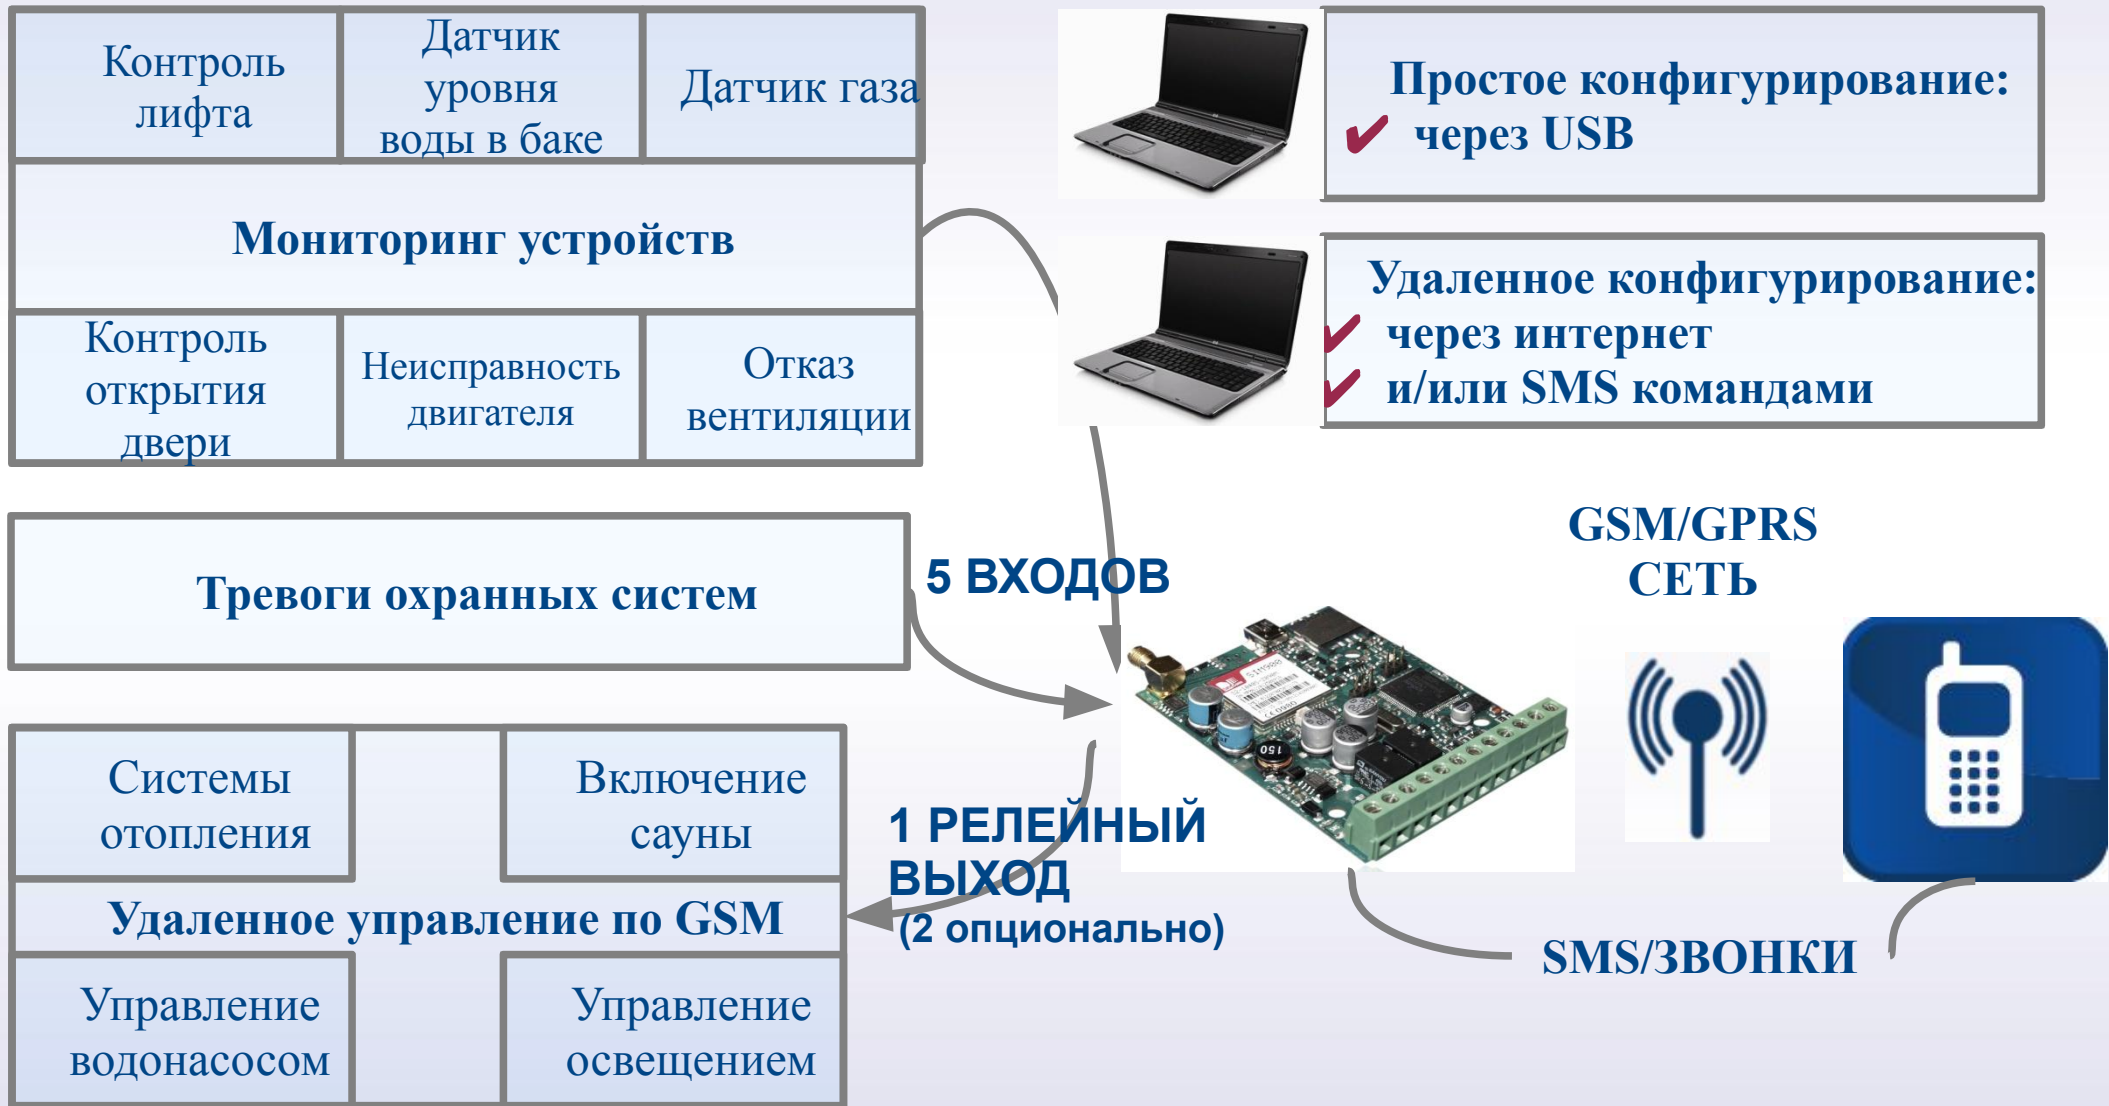 Контроль
лифта
Датчик
уровня
воды в баке
Датчик газа
Мониторинг устройств
Контроль
открытия
двери
Неисправность
двигателя
Отказ
вентиляции
Простое конфигурирование:
✔ через USB
Удаленное конфигурирование:
✔ через интернет
✔ и/или SMS командами
Тревоги охранных систем
5 ВХОДОВ
GSM/GPRS
СЕТЬ
SIM900
150
Системы
отопления
Включение
сауны
Удаленное управление по GSM
Управление
водонасосом
Управление
освещением
1 РЕЛЕЙНЫЙ
ВЫХОД
(2 опционально)
SMS/ЗВОНКИ